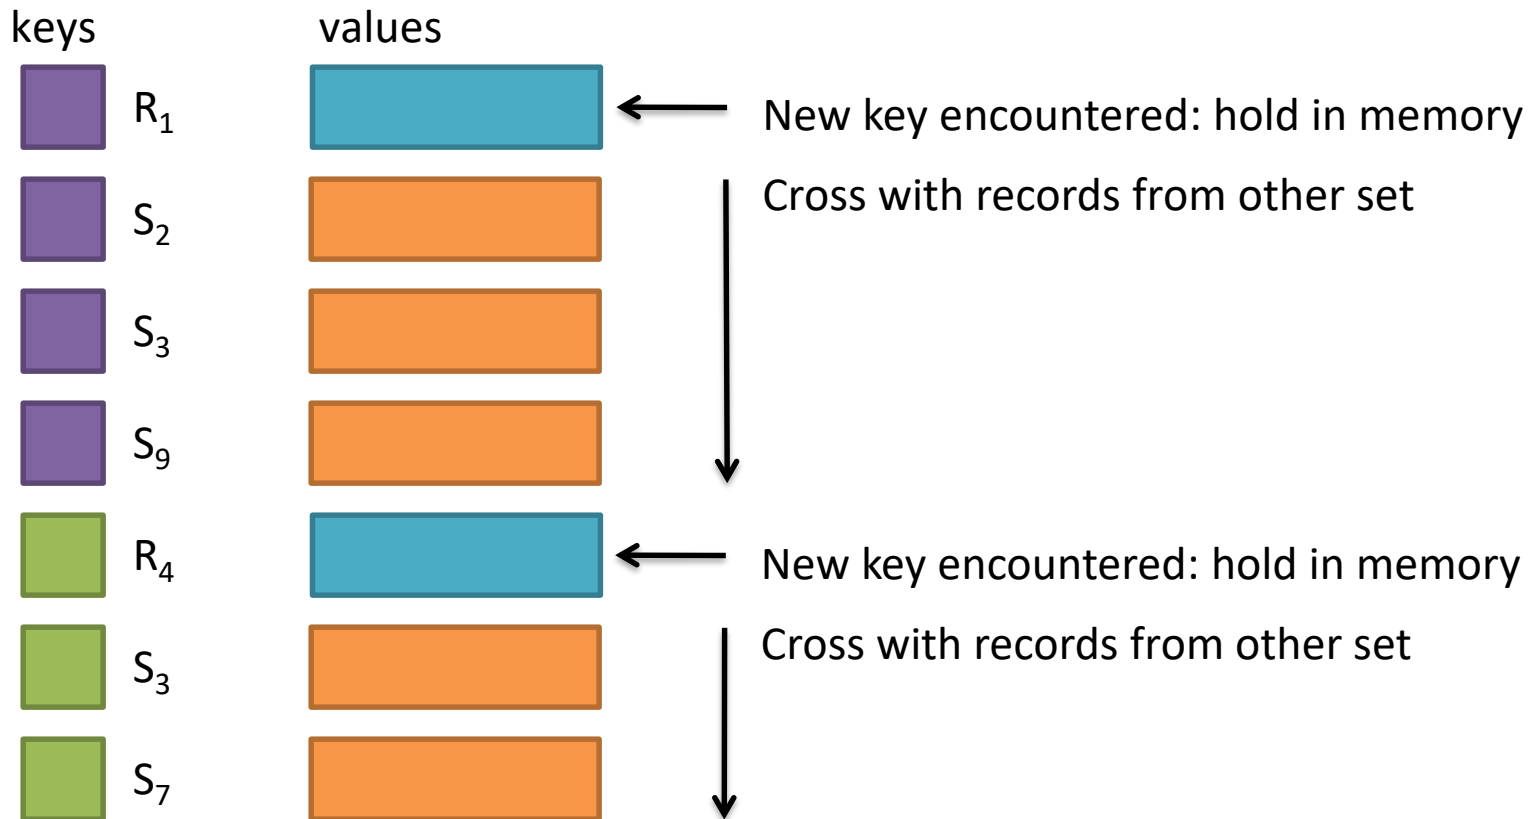 keys values
R₁ New key encountered: hold in memory
S₂ Cross with records from other set
S₃
S₉
R₄ New key encountered: hold in memory
S₃ Cross with records from other set
S₇